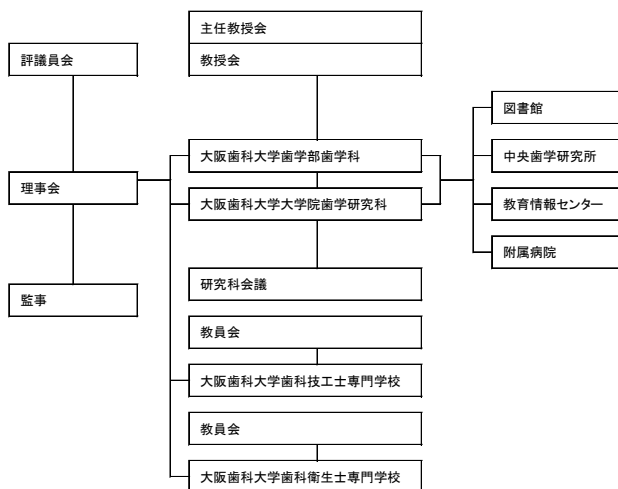 主任教授会
評議員会
教授会
図書館
大阪歯科大学歯学部歯学科
中央歯学研究所
理事会
大阪歯科大学大学院歯学研究科
教育情報センター
附属病院
研究科会議
監事
教員会
大阪歯科大学歯科技工士専門学校
教員会
大阪歯科大学歯科衛生士専門学校